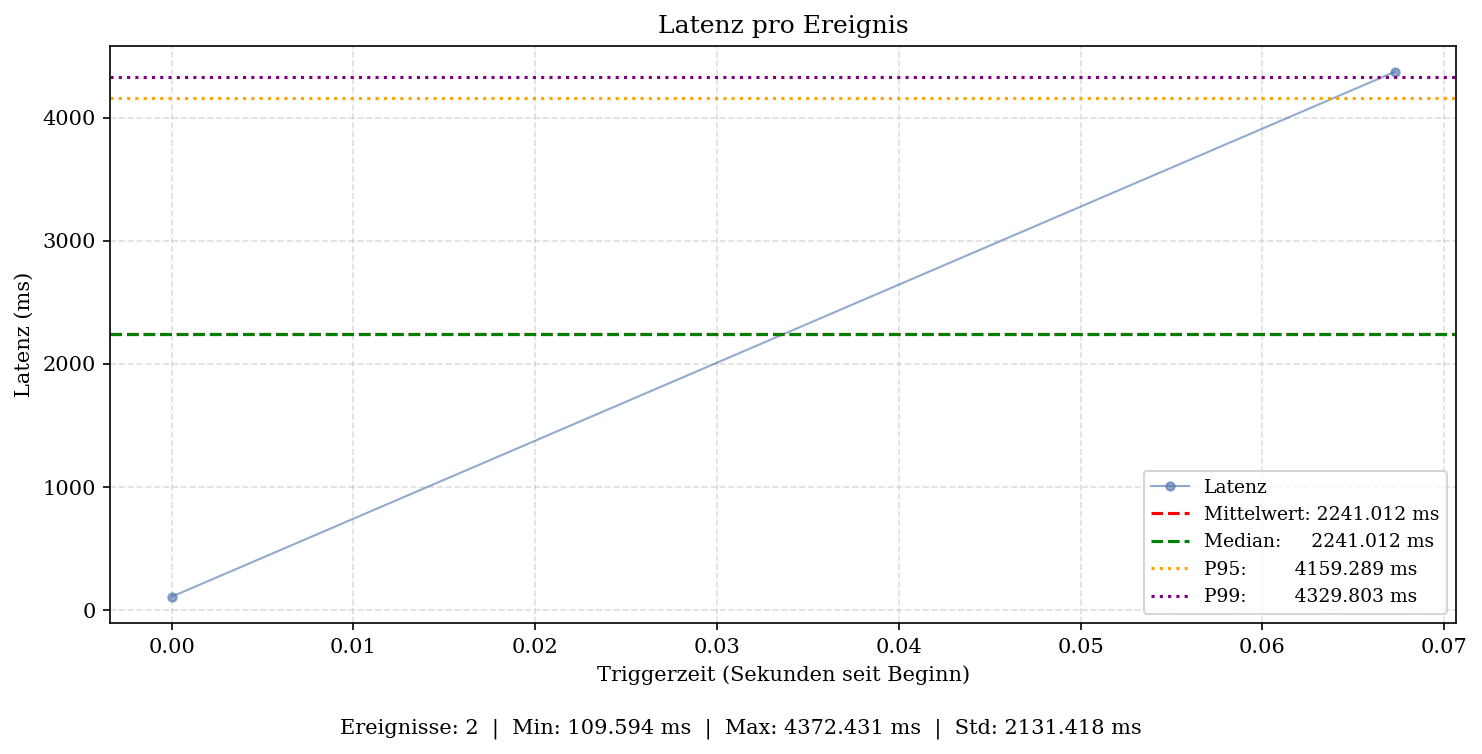 Latenz pro Ereignis
Latenz (ms)
4000
3000
2000
1000
0
Latenz
Mittelwert: 2241.012 ms
Median: 2241.012 ms
P95: 4159.289 ms
P99: 4329.803 ms
0.00 0.01 0.02 0.03 0.04 0.05 0.06 0.07
Triggerzeit (Sekunden seit Beginn)
Ereignisse: 2 | Min: 109.594 ms | Max: 4372.431 ms | Std: 2131.418 ms